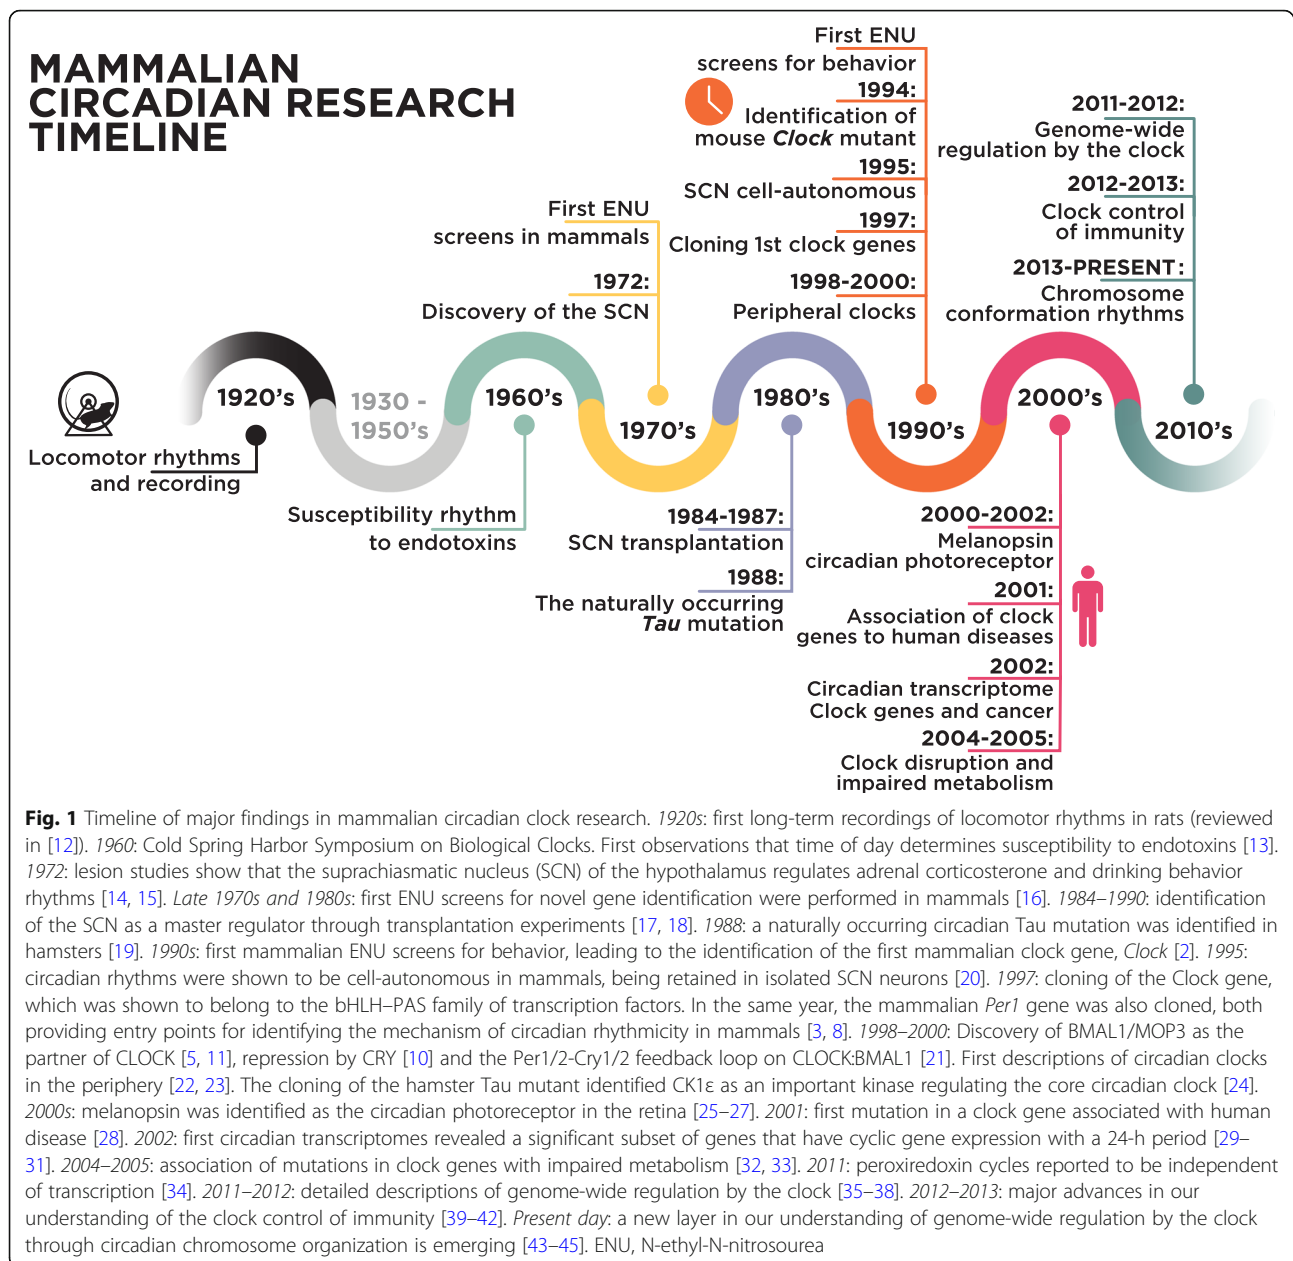 MAMMALIAN
CIRCADIAN RESEARCH
TIMELINE
1920's
Locomotor rhythms
and recording
1930 -
1950's
1960's
Susceptibility rhythm
to endotoxins
First ENU
screens in mammals
1972:
Discovery of the SCN
1970's
1980's
1984-1987:
SCN transplantation
1988:
The naturally occurring
Tau mutation
First ENU
screens for behavior
1994:
Identification of
mouse Clock mutant
1995:
SCN cell-autonomous
1997:
Cloning 1st clock genes
1998-2000:
Peripheral clocks
1990's
2000's
2000-2002:
Melanopsin
circadian photoreceptor
2001:
Association of clock
genes to human diseases
2002:
Circadian transcriptome
Clock genes and cancer
2004-2005:
Clock disruption and
impaired metabolism
2011-2012:
Genome-wide
regulation by the clock
2012-2013:
Clock control
of immunity
2013-PRESENT:
Chromosome
conformation rhythms
2010's
Fig. 1 Timeline of major findings in mammalian circadian clock research. 1920s: first long-term recordings of locomotor rhythms in rats (reviewed
in [12]). 1960: Cold Spring Harbor Symposium on Biological Clocks. First observations that time of day determines susceptibility to endotoxins [13].
1972: lesion studies show that the suprachiasmatic nucleus (SCN) of the hypothalamus regulates adrenal corticosterone and drinking behavior
rhythms [14, 15]. Late 1970s and 1980s: first ENU screens for novel gene identification were performed in mammals [16]. 1984–1990: identification
of the SCN as a master regulator through transplantation experiments [17, 18]. 1988: a naturally occurring circadian Tau mutation was identified in
hamsters [19]. 1990s: first mammalian ENU screens for behavior, leading to the identification of the first mammalian clock gene, Clock [2]. 1995:
circadian rhythms were shown to be cell-autonomous in mammals, being retained in isolated SCN neurons [20]. 1997: cloning of the Clock gene,
which was shown to belong to the bHLH–PAS family of transcription factors. In the same year, the mammalian Per1 gene was also cloned, both
providing entry points for identifying the mechanism of circadian rhythmicity in mammals [3, 8]. 1998–2000: Discovery of BMAL1/MOP3 as the
partner of CLOCK [5, 11], repression by CRY [10] and the Per1/2-Cry1/2 feedback loop on CLOCK:BMAL1 [21]. First descriptions of circadian clocks
in the periphery [22, 23]. The cloning of the hamster Tau mutant identified CK1ε as an important kinase regulating the core circadian clock [24].
2000s: melanopsin was identified as the circadian photoreceptor in the retina [25–27]. 2001: first mutation in a clock gene associated with human
disease [28]. 2002: first circadian transcriptomes revealed a significant subset of genes that have cyclic gene expression with a 24-h period [29–
31]. 2004–2005: association of mutations in clock genes with impaired metabolism [32, 33]. 2011: peroxiredoxin cycles reported to be independent
of transcription [34]. 2011–2012: detailed descriptions of genome-wide regulation by the clock [35–38]. 2012–2013: major advances in our
understanding of the clock control of immunity [39–42]. Present day: a new layer in our understanding of genome-wide regulation by the clock
through circadian chromosome organization is emerging [43–45]. ENU, N-ethyl-N-nitrosourea